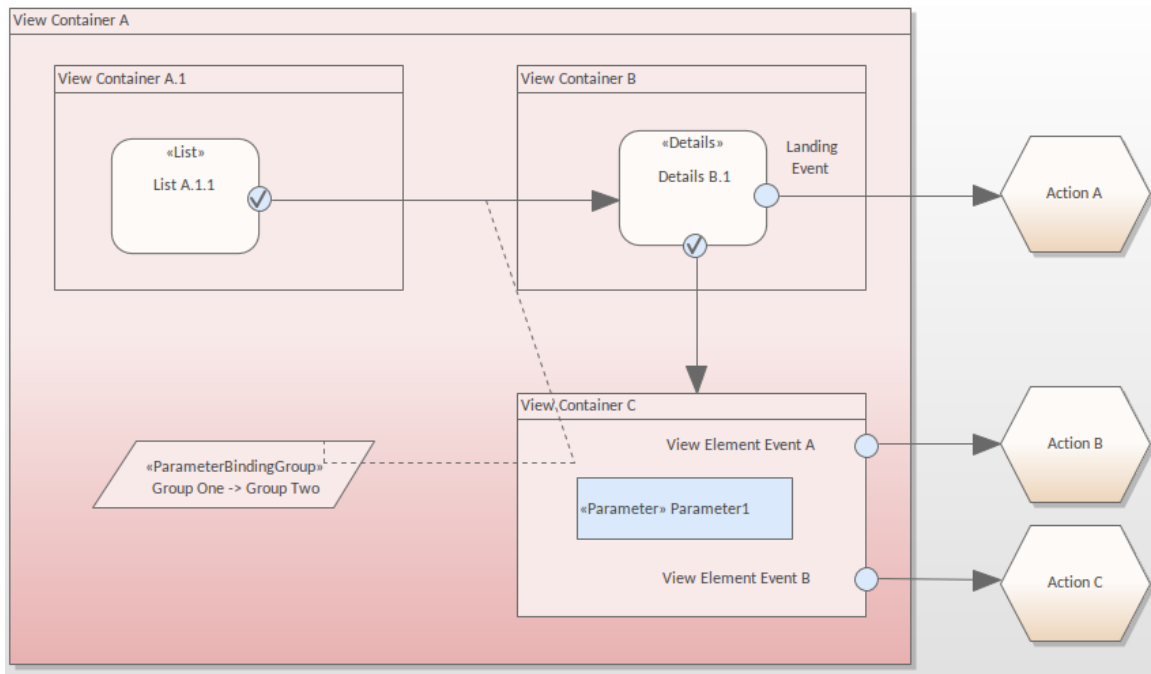 View Container A
View Container A.1
View Container B
«List»
List A.1.1
«Details»
Details B.1
Landing
Event
Action A
View Container C
View Element Event A
Action B
«ParameterBindingGroup»
Group One -> Group Two
«Parameter» Parameter1
View Element Event B
Action C